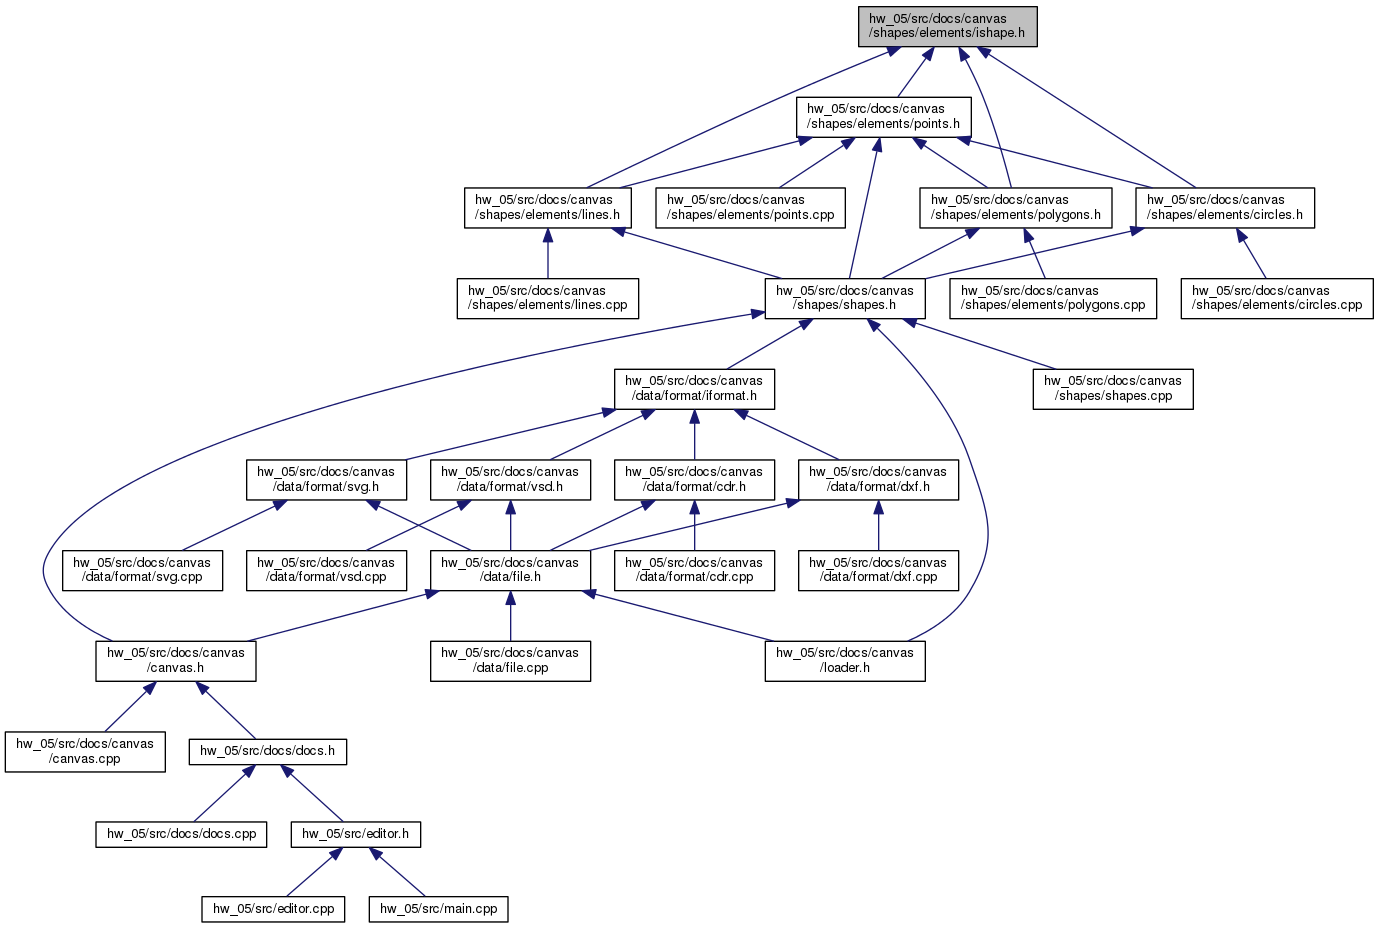 hw_05/src/docs/canvas
/shapes/elements/ishape.h
hw_05/src/docs/canvas
/shapes/elements/points.h
hw_05/src/docs/canvas
/shapes/elements/lines.h
hw_05/src/docs/canvas
/shapes/elements/points.cpp
hw_05/src/docs/canvas
/shapes/elements/polygons.h
hw_05/src/docs/canvas
/shapes/elements/circles.h
hw_05/src/docs/canvas
/shapes/elements/lines.cpp
hw_05/src/docs/canvas
/shapes/shapes.h
hw_05/src/docs/canvas
/shapes/elements/polygons.cpp
hw_05/src/docs/canvas
/shapes/elements/circles.cpp
hw_05/src/docs/canvas
/data/format/iformat.h
hw_05/src/docs/canvas
/shapes/shapes.cpp
hw_05/src/docs/canvas
/data/format/svg.h
hw_05/src/docs/canvas
/data/format/vsd.h
hw_05/src/docs/canvas
/data/format/cdr.h
hw_05/src/docs/canvas
/data/format/dxf.h
hw_05/src/docs/canvas
/data/format/svg.cpp
hw_05/src/docs/canvas
/data/format/vsd.cpp
hw_05/src/docs/canvas
/data/file.h
hw_05/src/docs/canvas
/data/format/cdr.cpp
hw_05/src/docs/canvas
/data/format/dxf.cpp
hw_05/src/docs/canvas
/canvas.h
hw_05/src/docs/canvas
/data/file.cpp
hw_05/src/docs/canvas
/loader.h
hw_05/src/docs/canvas
/canvas.cpp
hw_05/src/docs/docs.h
hw_05/src/docs/docs.cpp
hw_05/src/editor.h
hw_05/src/editor.cpp
hw_05/src/main.cpp